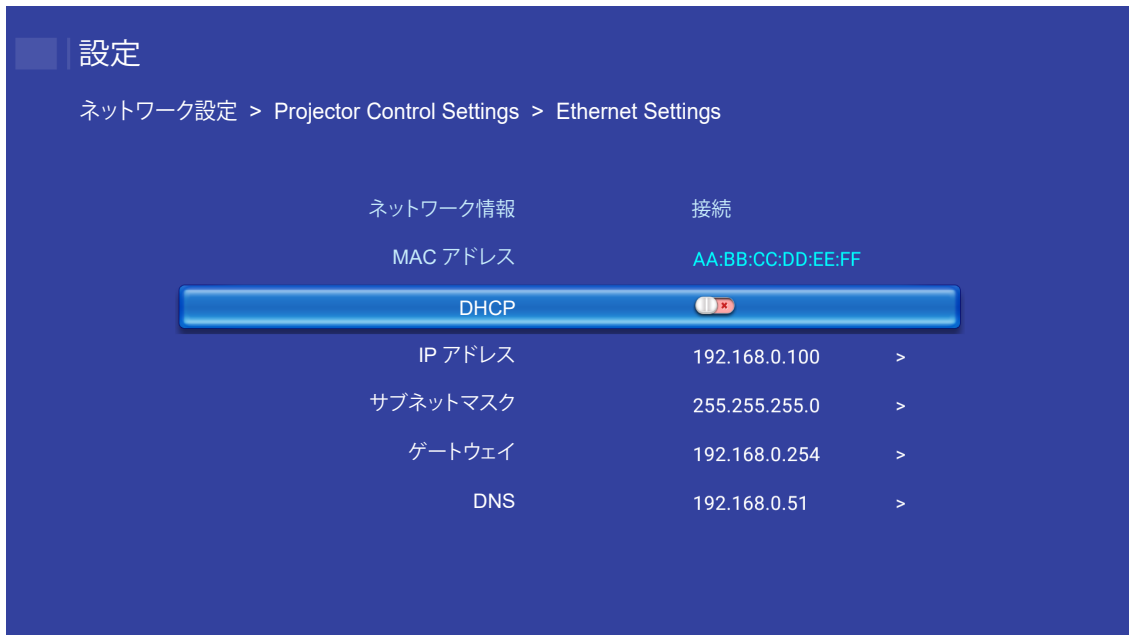 設定
ネットワーク設定 > Projector Control Settings > Ethernet Settings
ネットワーク情報 接続
MAC アドレス AA:BB:CC:DD:EE:FF
DHCP
IP アドレス 192.168.0.100 >
サブネットマスク 255.255.255.0 >
ゲートウェイ 192.168.0.254 >
DNS 192.168.0.51 >